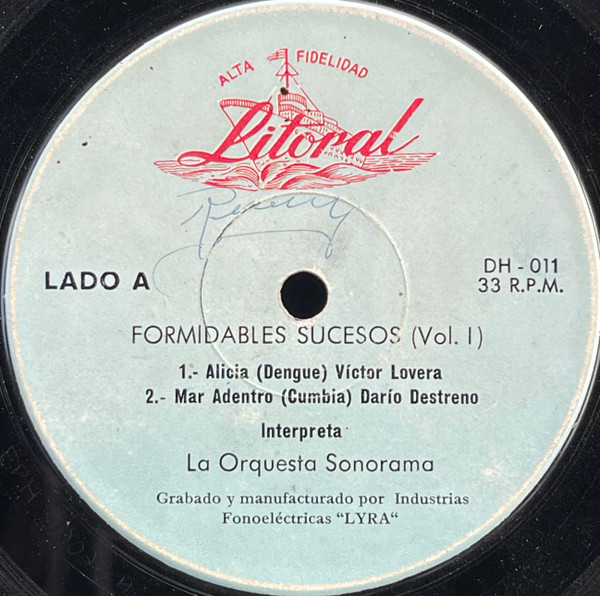 ALTA FIDELIDAD
Litoral
LADO A
DH - 011
33 R.P.M.
FORMIDABLES SUCESOS (Vol. I)
1.- Alicia (Dengue) Víctor Lovera
2.- Mar Adentro (Cumbia) Darío Destreno
Interpreta
La Orquesta Sonorama
Grabado y manufacturado por Industrias
Fonoeléctricas “LYRA“